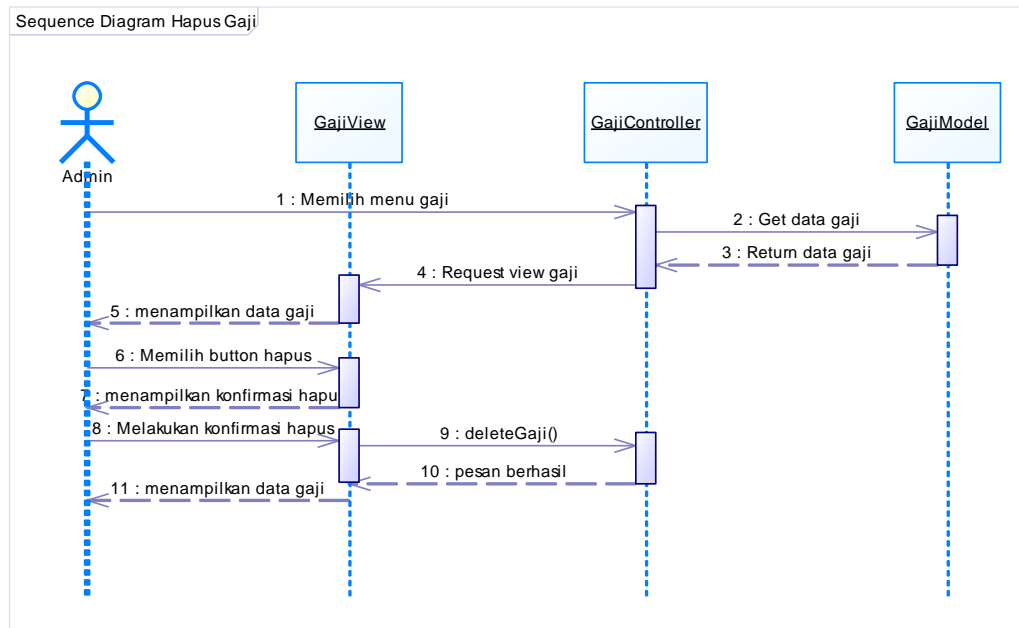 Sequence Diagram Hapus Gaji
Admin
GajiView
GajiController
GajiModel
1 : Memilih menu gaji
2 : Get data gaji
3 : Return data gaji
4 : Request view gaji
5 : menampilkan data gaji
6 : Memilih button hapus
7 : menampilkan konfirmasi hapu
8 : Melakukan konfirmasi hapus
9 : deleteGaji()
10 : pesan berhasil
11 : menampilkan data gaji